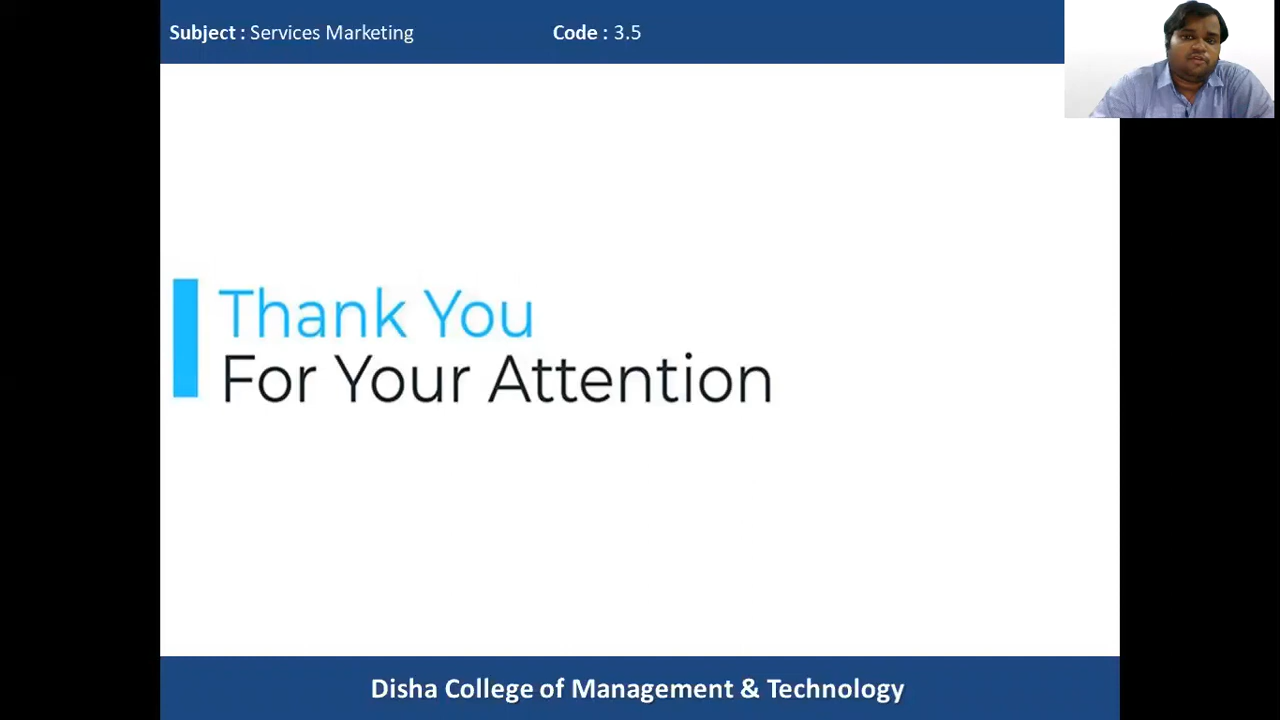 Subject : Services Marketing Code : 3.5
Thank You
For Your Attention
Disha College of Management & Technology